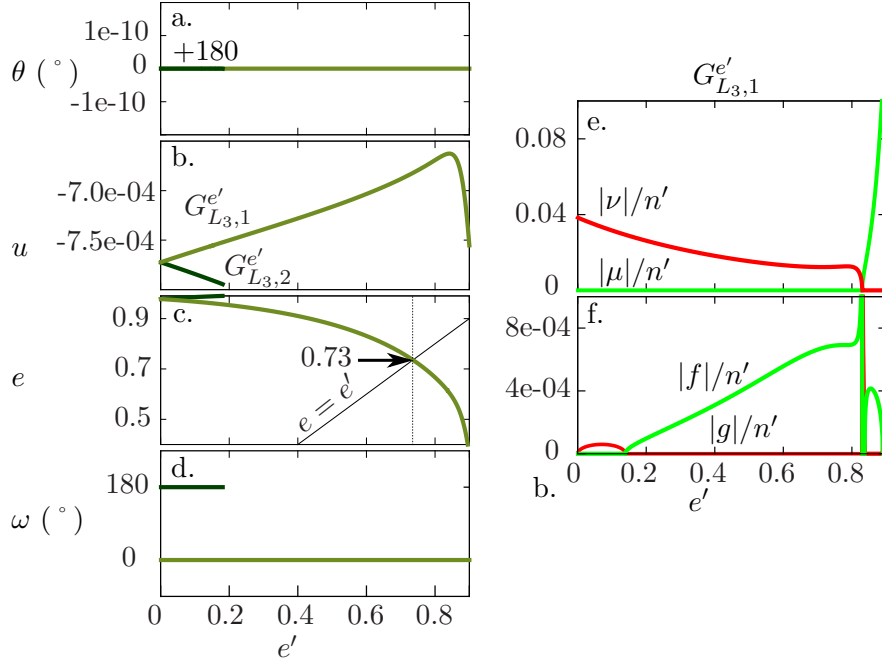 a.
1e-10
+180
θ (°) 0
-1e-10
b.
-7.0e-04
G^{e'}_{L_3,1}
u -7.5e-04
G^{e'}_{L_3,2}
c.
0.9
0.73
e 0.7
e = e'
0.5
d.
180
ω (°)
0
0 0.2 0.4 0.6 0.8
e'
G^{e'}_{L_3,1}
e.
0.08
|ν|/n'
0.04
|μ|/n'
0
f.
8e-04
|f|/n'
4e-04
|g|/n'
0
b. 0 0.2 0.4 0.6 0.8
e'